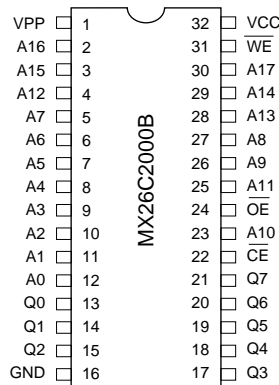 VPP 1 32 VCC
A16 2 31 WE
A15 3 30 A17
A12 4 29 A14
A7 5 28 A13
A6 6 27 A8
A5 7 26 A9
A4 8 25 A11
A3 9 24 OE
A2 10 23 A10
A1 11 22 CE
A0 12 21 Q7
Q0 13 20 Q6
Q1 14 19 Q5
Q2 15 18 Q4
GND 16 17 Q3
MX26C2000B